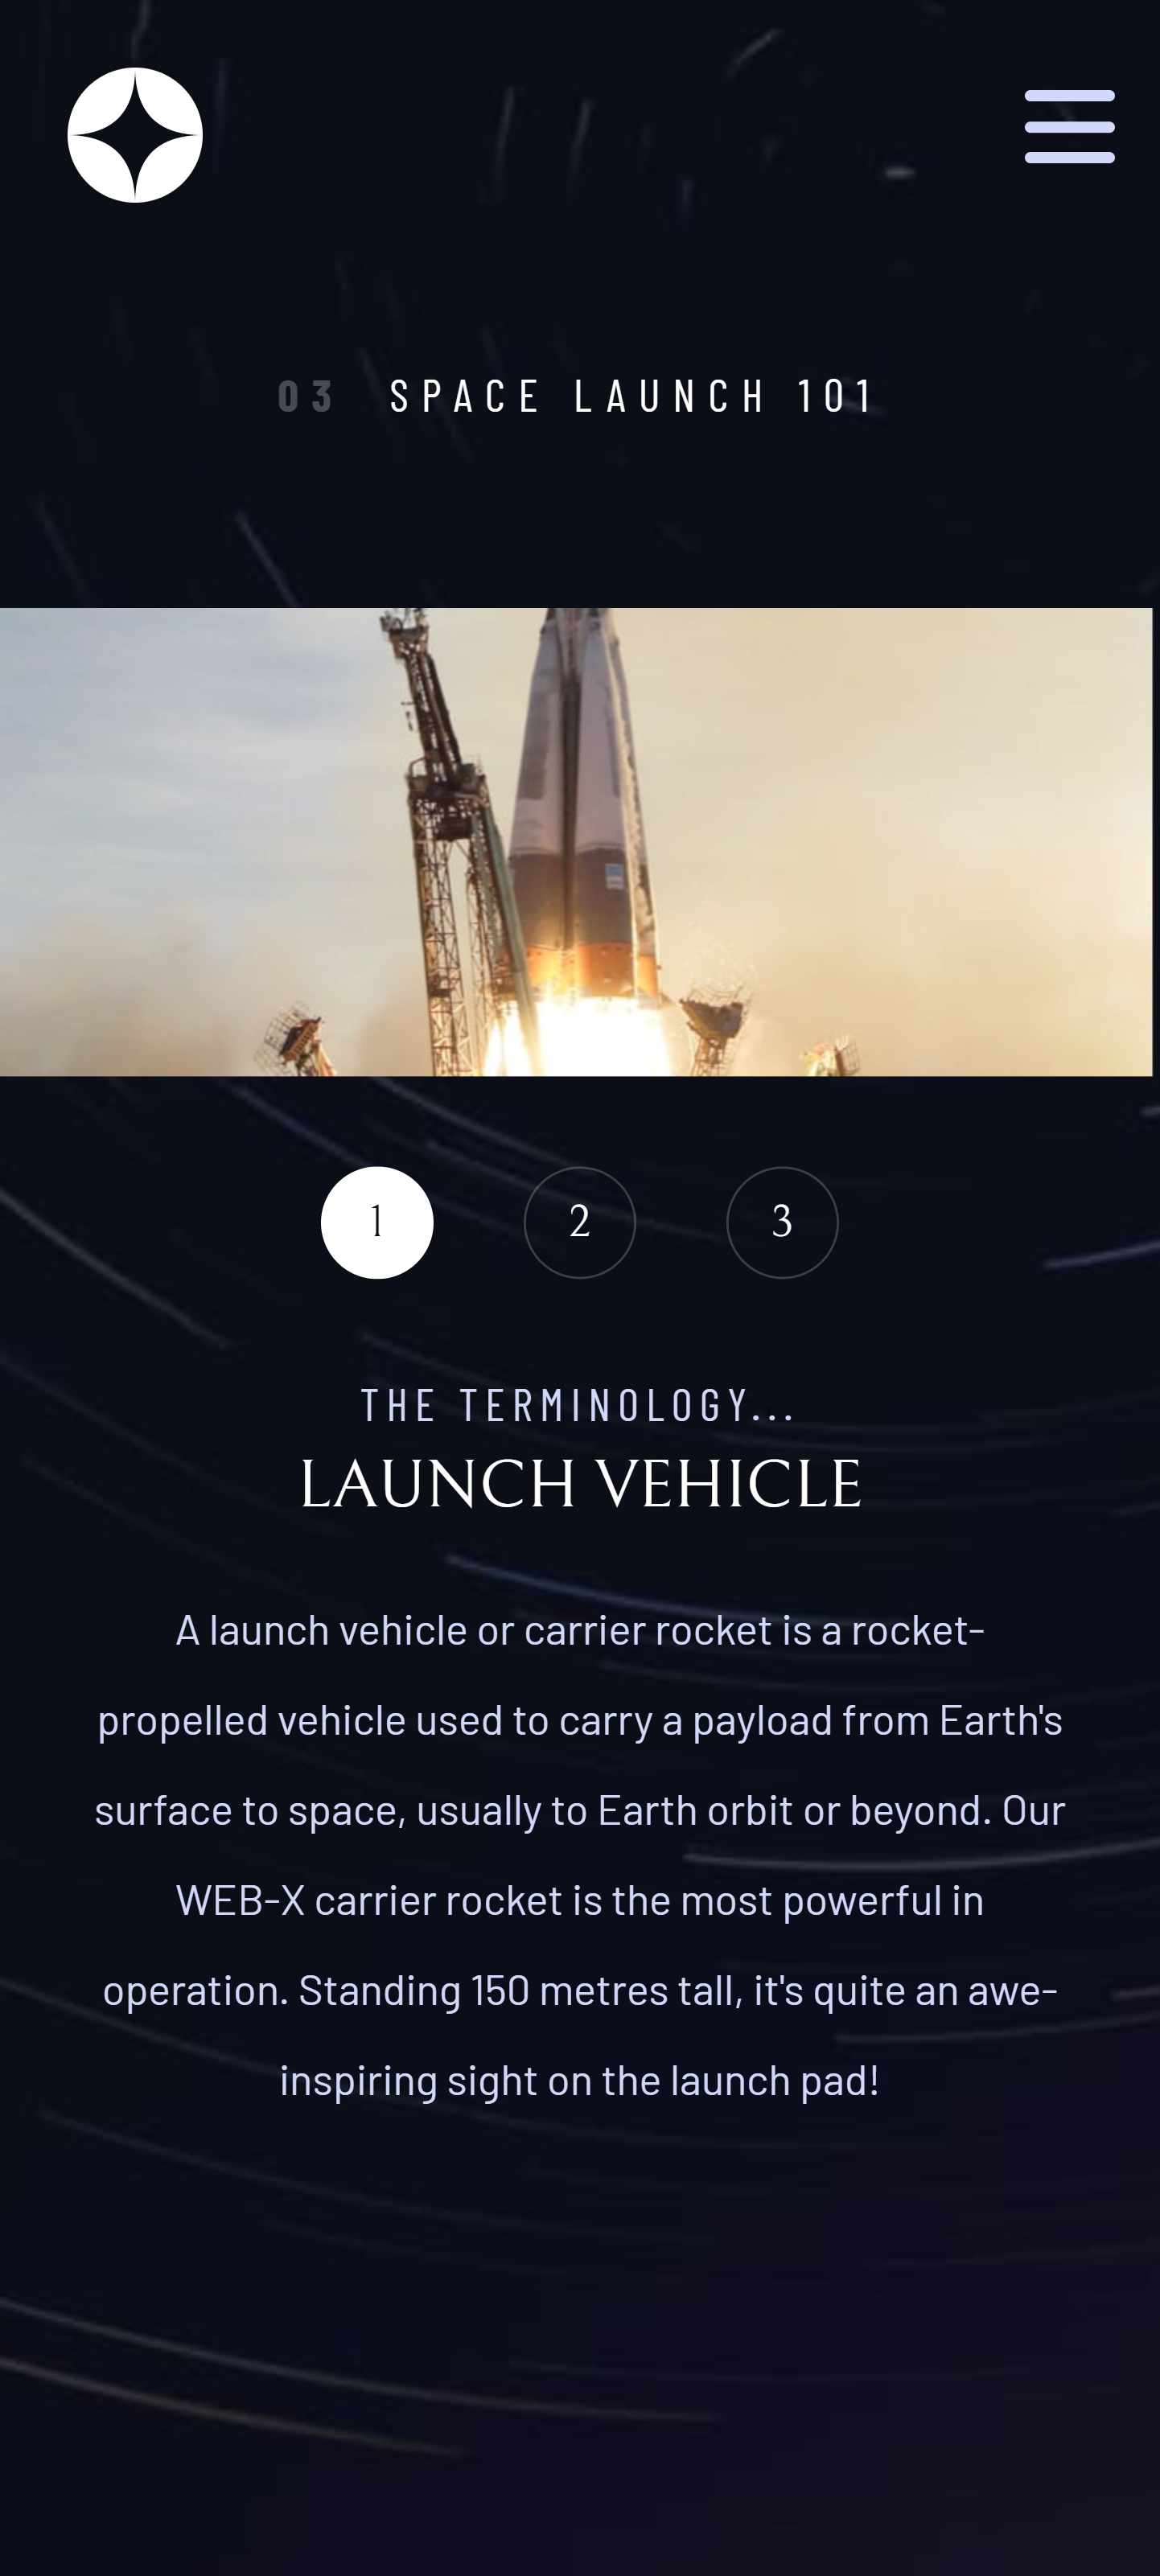 03 SPACE LAUNCH 101
1 2 3
THE TERMINOLOGY...
LAUNCH VEHICLE
A launch vehicle or carrier rocket is a rocket-
propelled vehicle used to carry a payload from Earth's
surface to space, usually to Earth orbit or beyond. Our
WEB-X carrier rocket is the most powerful in
operation. Standing 150 metres tall, it's quite an awe-
inspiring sight on the launch pad!